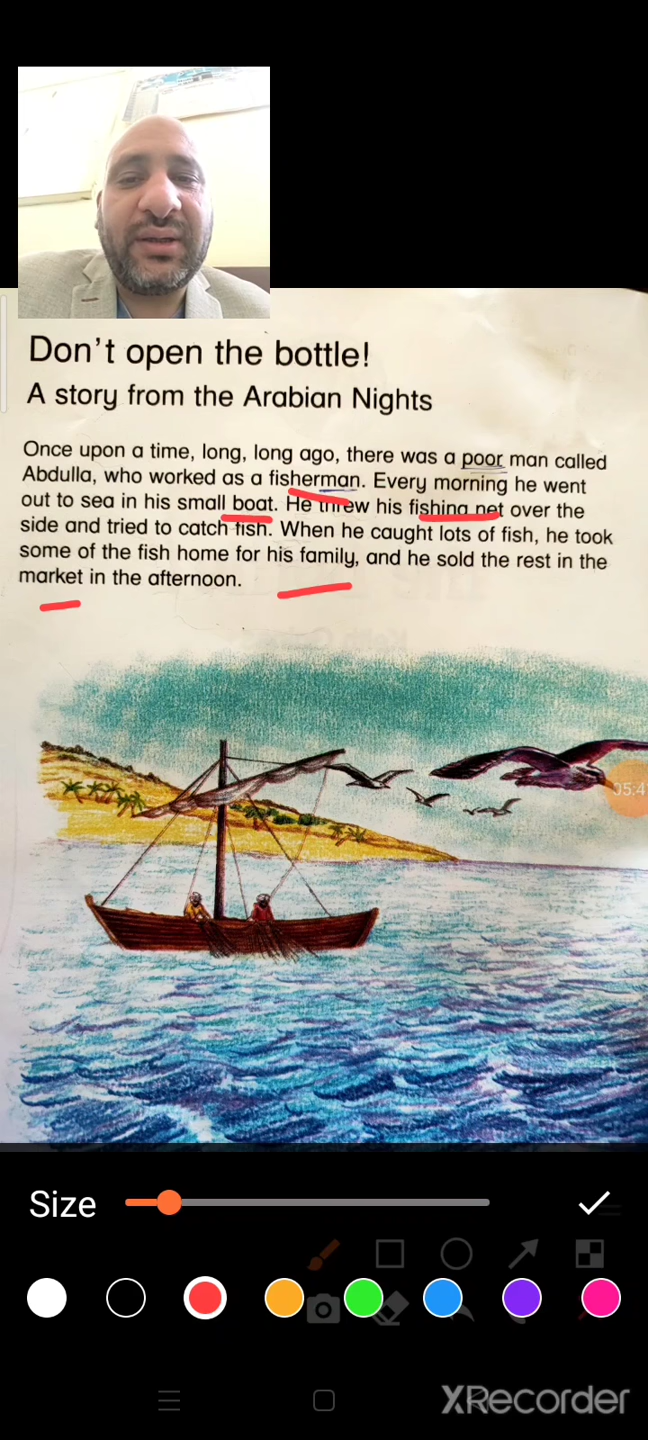 Don't open the bottle!
A story from the Arabian Nights
Once upon a time, long, long ago, there was a poor man called
Abdulla, who worked as a fisherman. Every morning he went
out to sea in his small boat. He threw his fishing net over the
side and tried to catch fish. When he caught lots of fish, he took
some of the fish home for his family, and he sold the rest in the
market in the afternoon.
Size
XRecorder